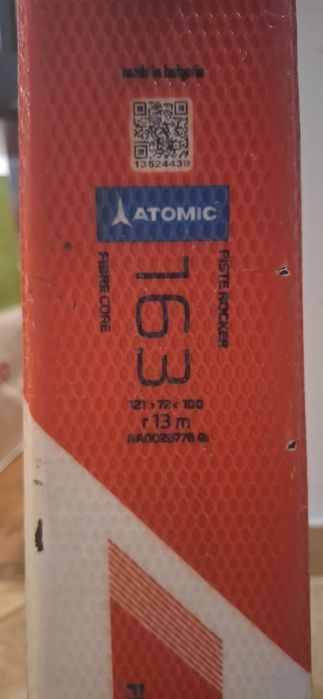 made in bulgaria
13524439
ATOMIC
PISTE ROCKER
163
FIBRE CORE
121 › 72 ‹ 100
r 13 m